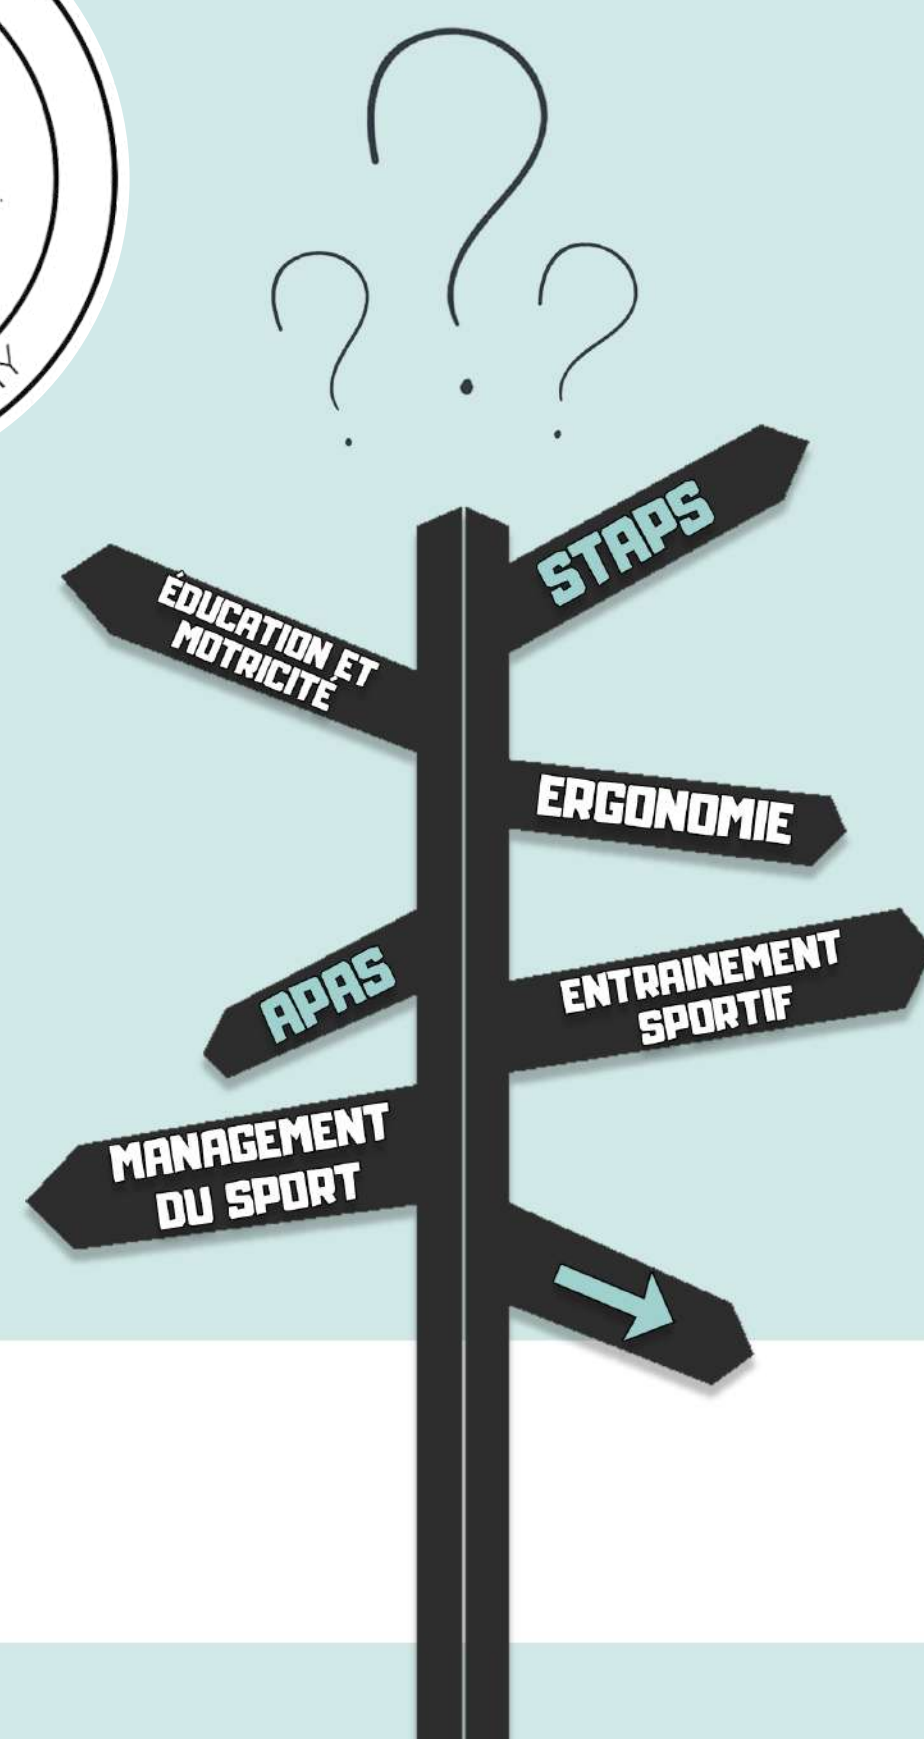 STAPS
ÉDUCATION ET
MOTRICITÉ
ERGONOMIE
APAS
ENTRAINEMENT
SPORTIF
MANAGEMENT
DU SPORT